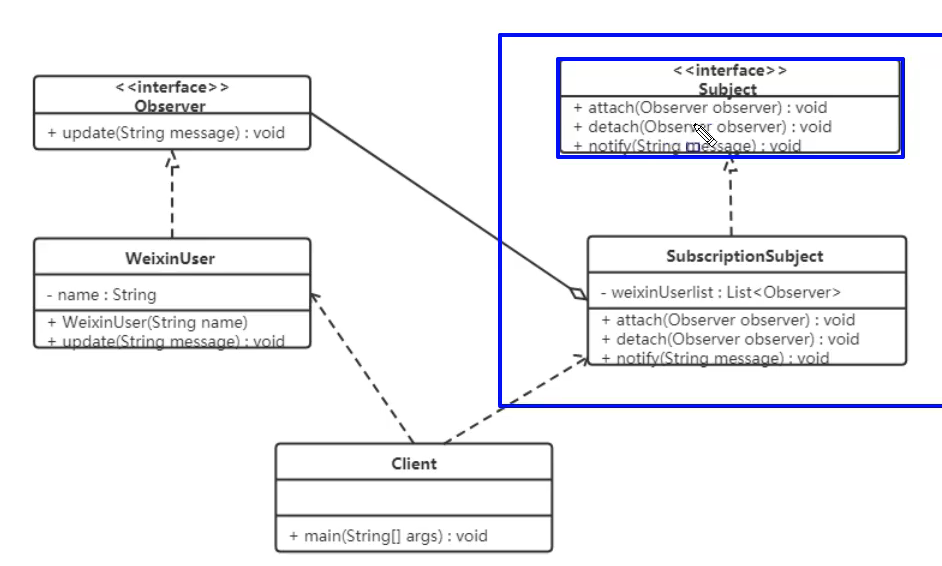 <<interface>>
Observer
+ update(String message) : void
<<interface>>
Subject
+ attach(Observer observer) : void
+ detach(Observer observer) : void
+ notify(String message) : void
WeixinUser
- name : String
+ WeixinUser(String name)
+ update(String message) : void
SubscriptionSubject
- weixinUserlist : List<Observer>
+ attach(Observer observer) : void
+ detach(Observer observer) : void
+ notify(String message) : void
Client
+ main(String[] args) : void